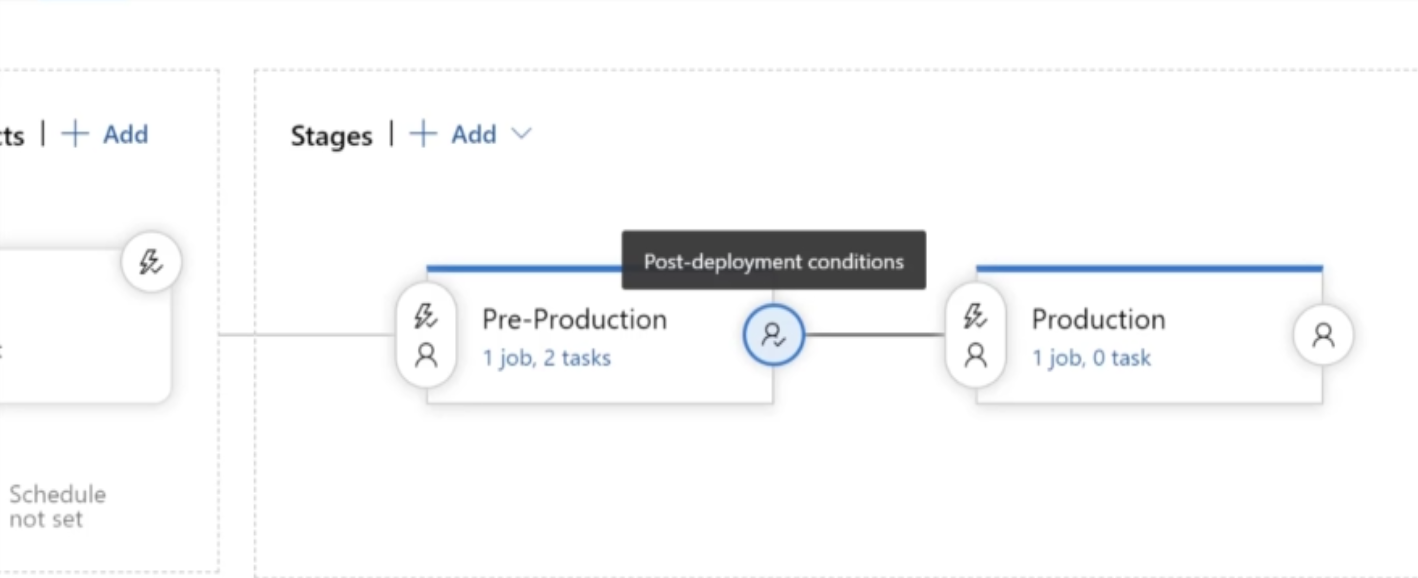 cts | + Add
Stages | + Add
Post-deployment conditions
Pre-Production
1 job, 2 tasks
Production
1 job, 0 task
Schedule
not set